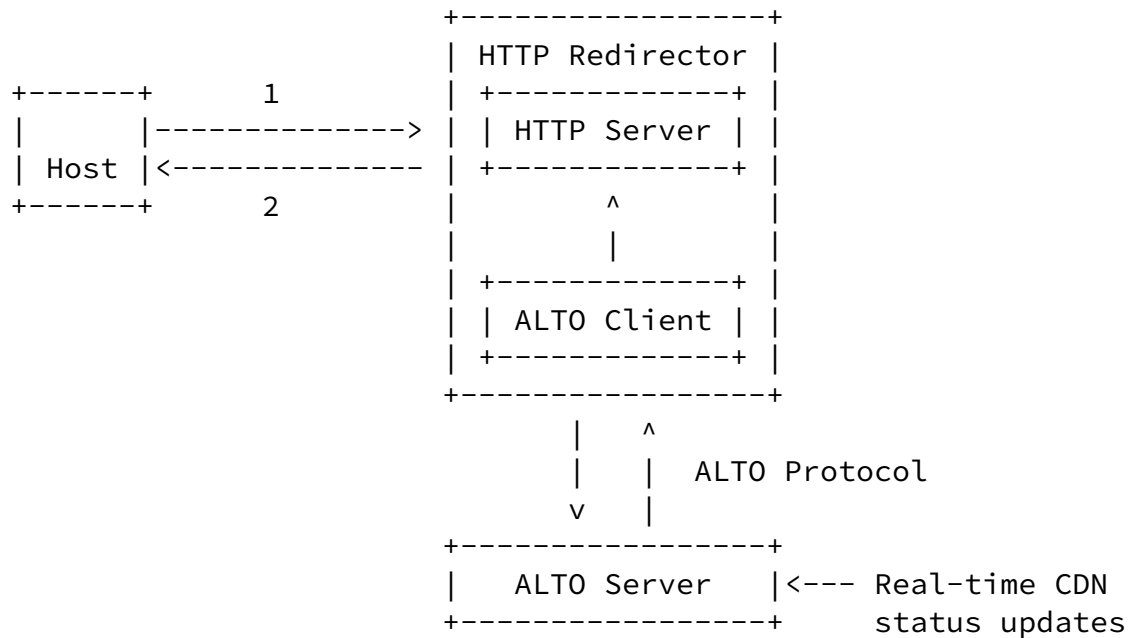 HTTP Redirector
1
HTTP Server
Host
2
ALTO Client
ALTO Protocol
ALTO Server
Real-time CDN
status updates